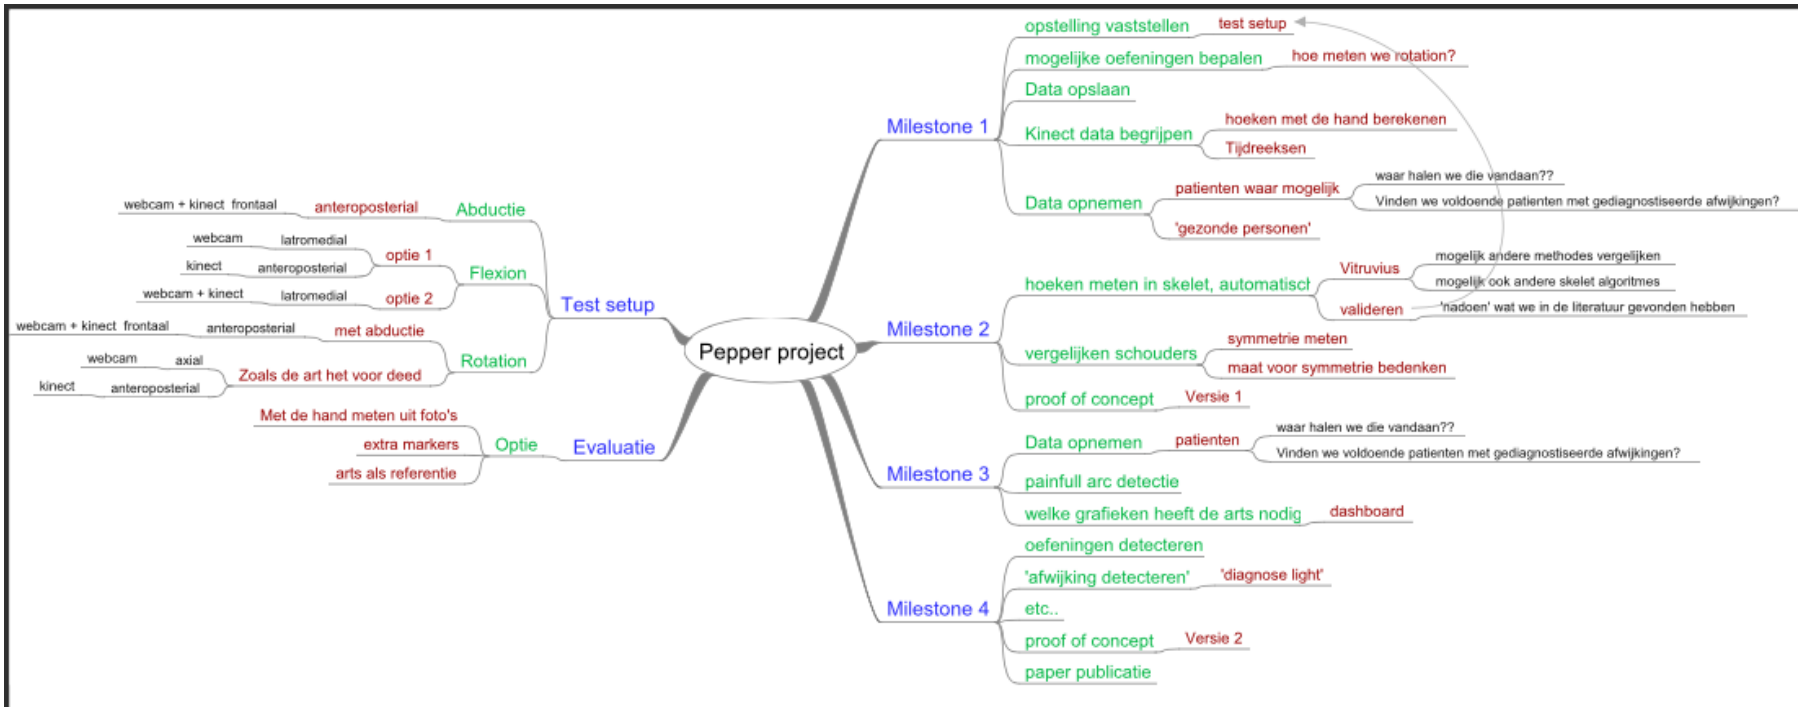 Pepper project
Milestone 1
opstelling vaststellen
test setup
mogelijke oefeningen bepalen
hoe meten we rotation?
Data opslaan
Kinect data begrijpen
hoeken met de hand berekenen
Tijdreeksen
Data opnemen
patienten waar mogelijk
waar halen we die vandaan??
Vinden we voldoende patienten met gediagnostiseerde afwijkingen?
'gezonde personen'
Milestone 2
hoeken meten in skelet, automatisch
Vitruvius
mogelijk andere methodes vergelijken
mogelijk ook andere skelet algoritmes
valideren
'nadoen' wat we in de literatuur gevonden hebben
vergelijken schouders
symmetrie meten
maat voor symmetrie bedenken
proof of concept
Versie 1
Milestone 3
Data opnemen
patienten
waar halen we die vandaan??
Vinden we voldoende patienten met gediagnostiseerde afwijkingen?
painfull arc detectie
welke grafieken heeft de arts nodig
dashboard
Milestone 4
oefeningen detecteren
'afwijking detecteren'
'diagnose light'
etc..
proof of concept
Versie 2
paper publicatie
Test setup
Abductie
anteroposterial
webcam + kinect frontaal
Flexion
optie 1
latromedial
webcam
anteroposterial
kinect
optie 2
latromedial
webcam + kinect
Rotation
met abductie
anteroposterial
webcam + kinect frontaal
Zoals de art het voor deed
axial
webcam
anteroposterial
kinect
Evaluatie
Optie
Met de hand meten uit foto's
extra markers
arts als referentie